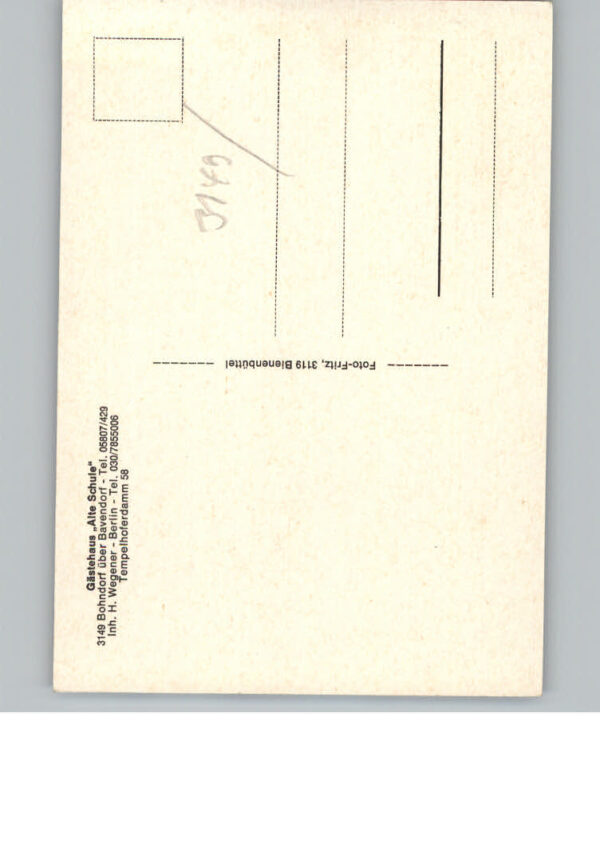 Gästehaus „Alte Schule“
3149 Bohndorf über Bavendorf - Tel. 05807/429
Inh. H. Wegener - Berlin - Tel. 030/7855006
Tempelhoferdamm 58
Foto-Fritz, 3119 Bienenbüttel
3149